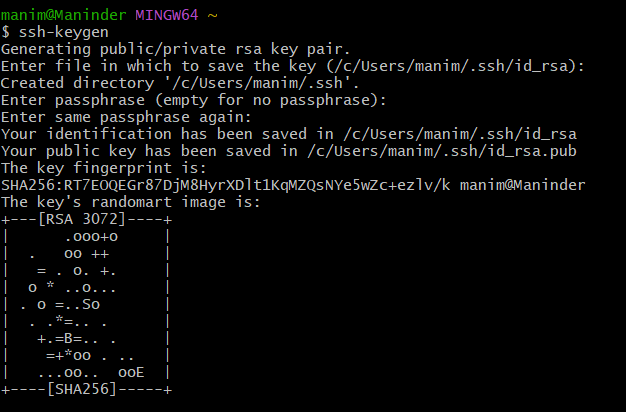 manim@Maninder MINGW64 ~
$ ssh-keygen
Generating public/private rsa key pair.
Enter file in which to save the key (/c/Users/manim/.ssh/id_rsa):
Created directory '/c/Users/manim/.ssh'.
Enter passphrase (empty for no passphrase):
Enter same passphrase again:
Your identification has been saved in /c/Users/manim/.ssh/id_rsa
Your public key has been saved in /c/Users/manim/.ssh/id_rsa.pub
The key fingerprint is:
SHA256:RT7EOQEGr87DjM8HyrXDlt1KqMZQsNYe5wZc+ezlv/k manim@Maninder
The key's randomart image is:
+---[RSA 3072]----+
|      .ooo+o     |
|  .   oo ++      |
|   = . o. +.     |
|  o * ..o...     |
| . o =..So       |
|  . .*=.. .      |
|   +.=B=.. .     |
|    =+*oo . ..   |
|   ...oo..  ooE  |
+----[SHA256]-----+